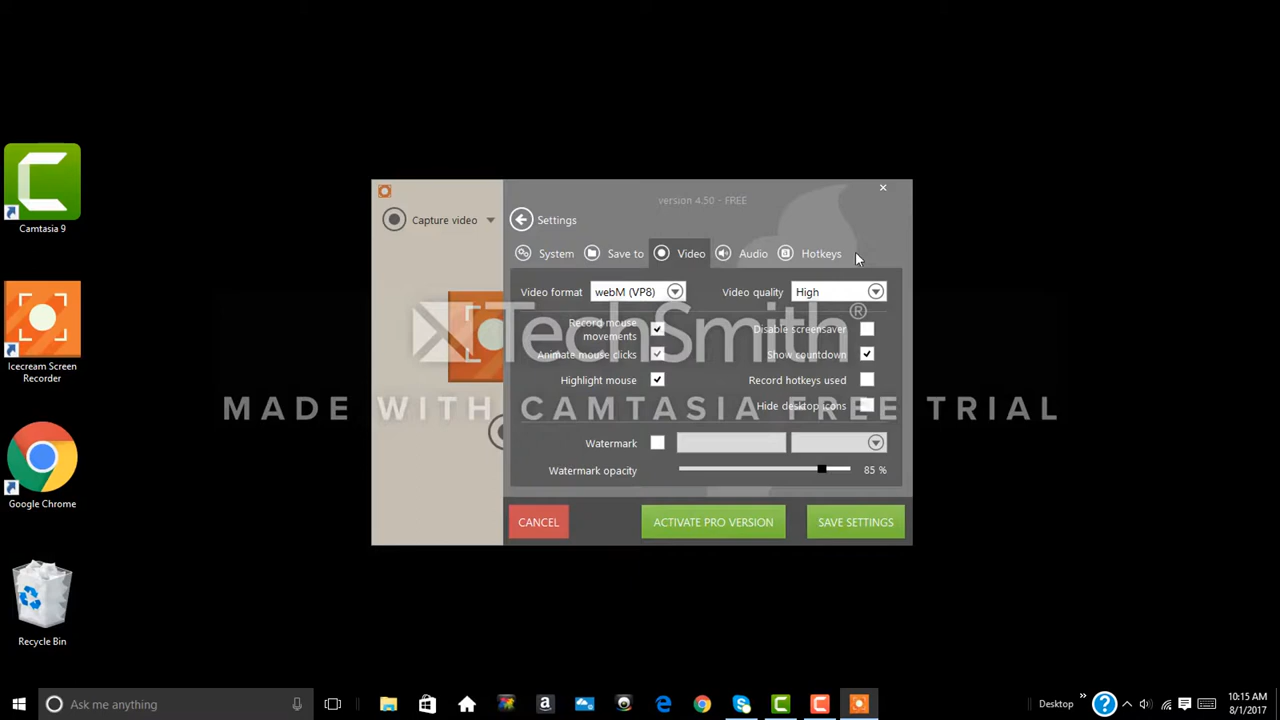 Camtasia 9
Icecream Screen
Recorder
Google Chrome
Recycle Bin
Capture video
version 4.50 - FREE
Settings
System
Save to
Video
Audio
Hotkeys
Video format
webM (VP8)
Video quality
High
Record mouse
movements
Disable screensaver
Animate mouse clicks
Show countdown
Highlight mouse
Record hotkeys used
Hide desktop icons
Watermark
Watermark opacity
85 %
CANCEL
ACTIVATE PRO VERSION
SAVE SETTINGS
TechSmith®
MADE WITH CAMTASIA FREE TRIAL
Ask me anything
Desktop
10:15 AM
8/1/2017